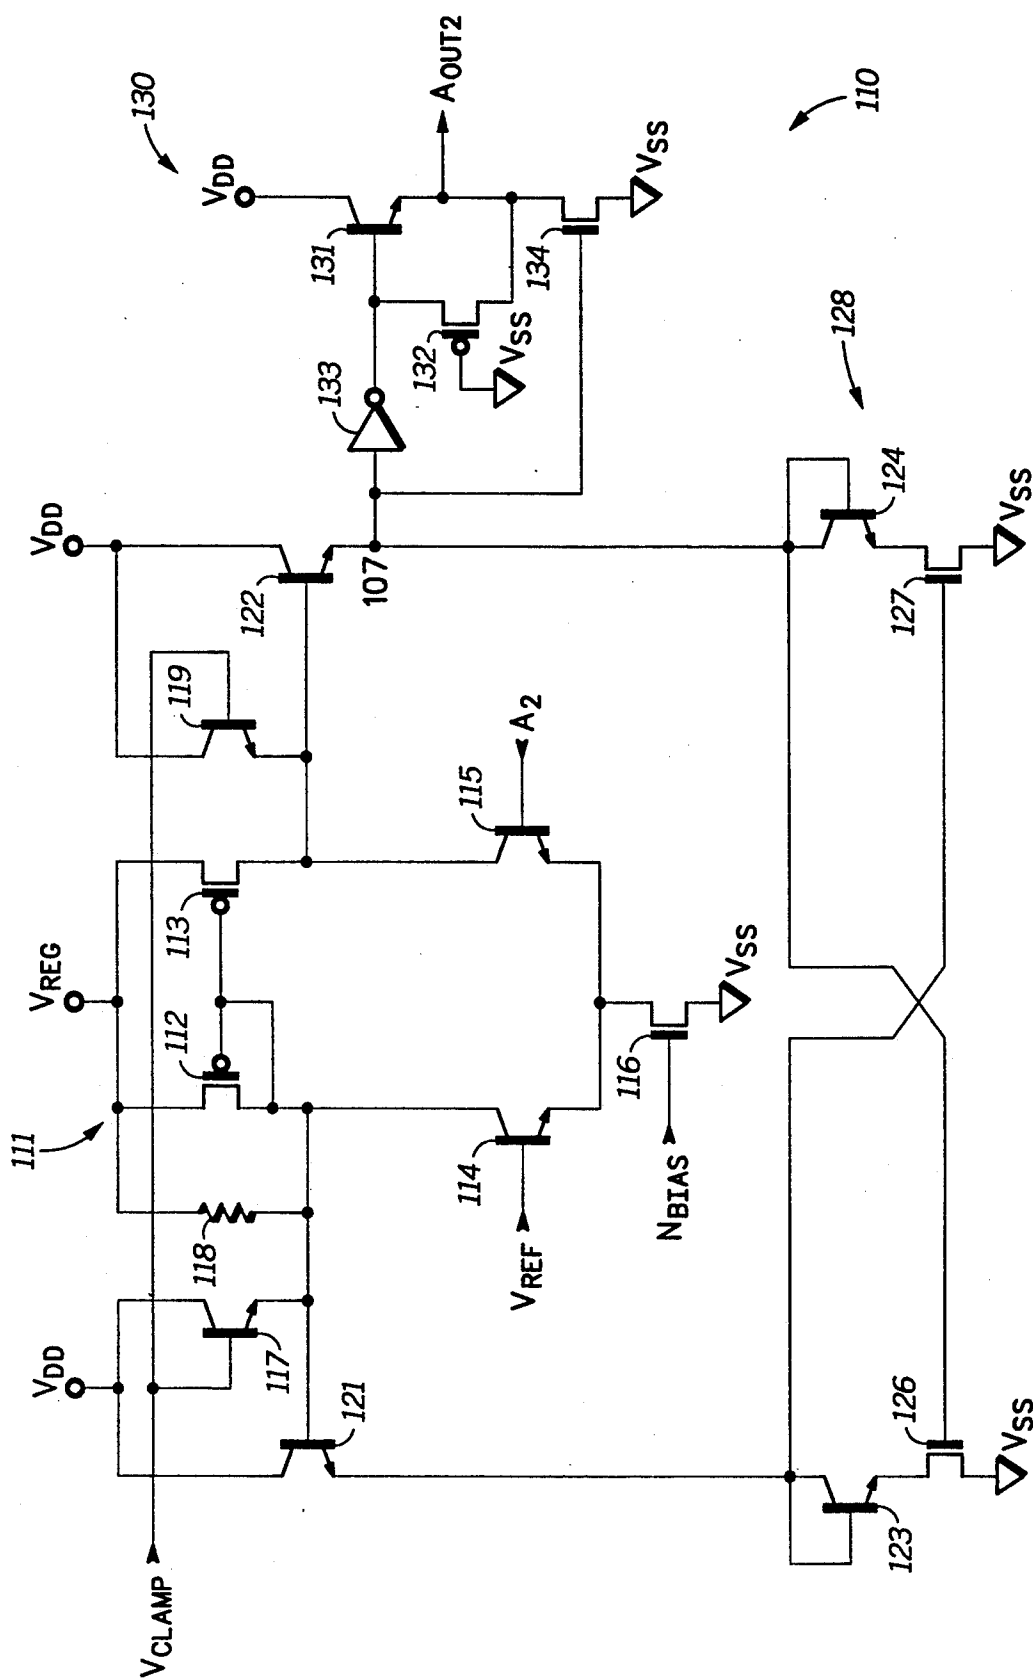 130
VDD
AOUT2
131
133
132
VSS
134
VSS
110
VDD
122
107
119
128
124
127
VSS
VREG
111
112
113
115
A2
114
VREF
116
NBIAS
VSS
118
VDD
117
121
VCLAMP
126
123
VSS